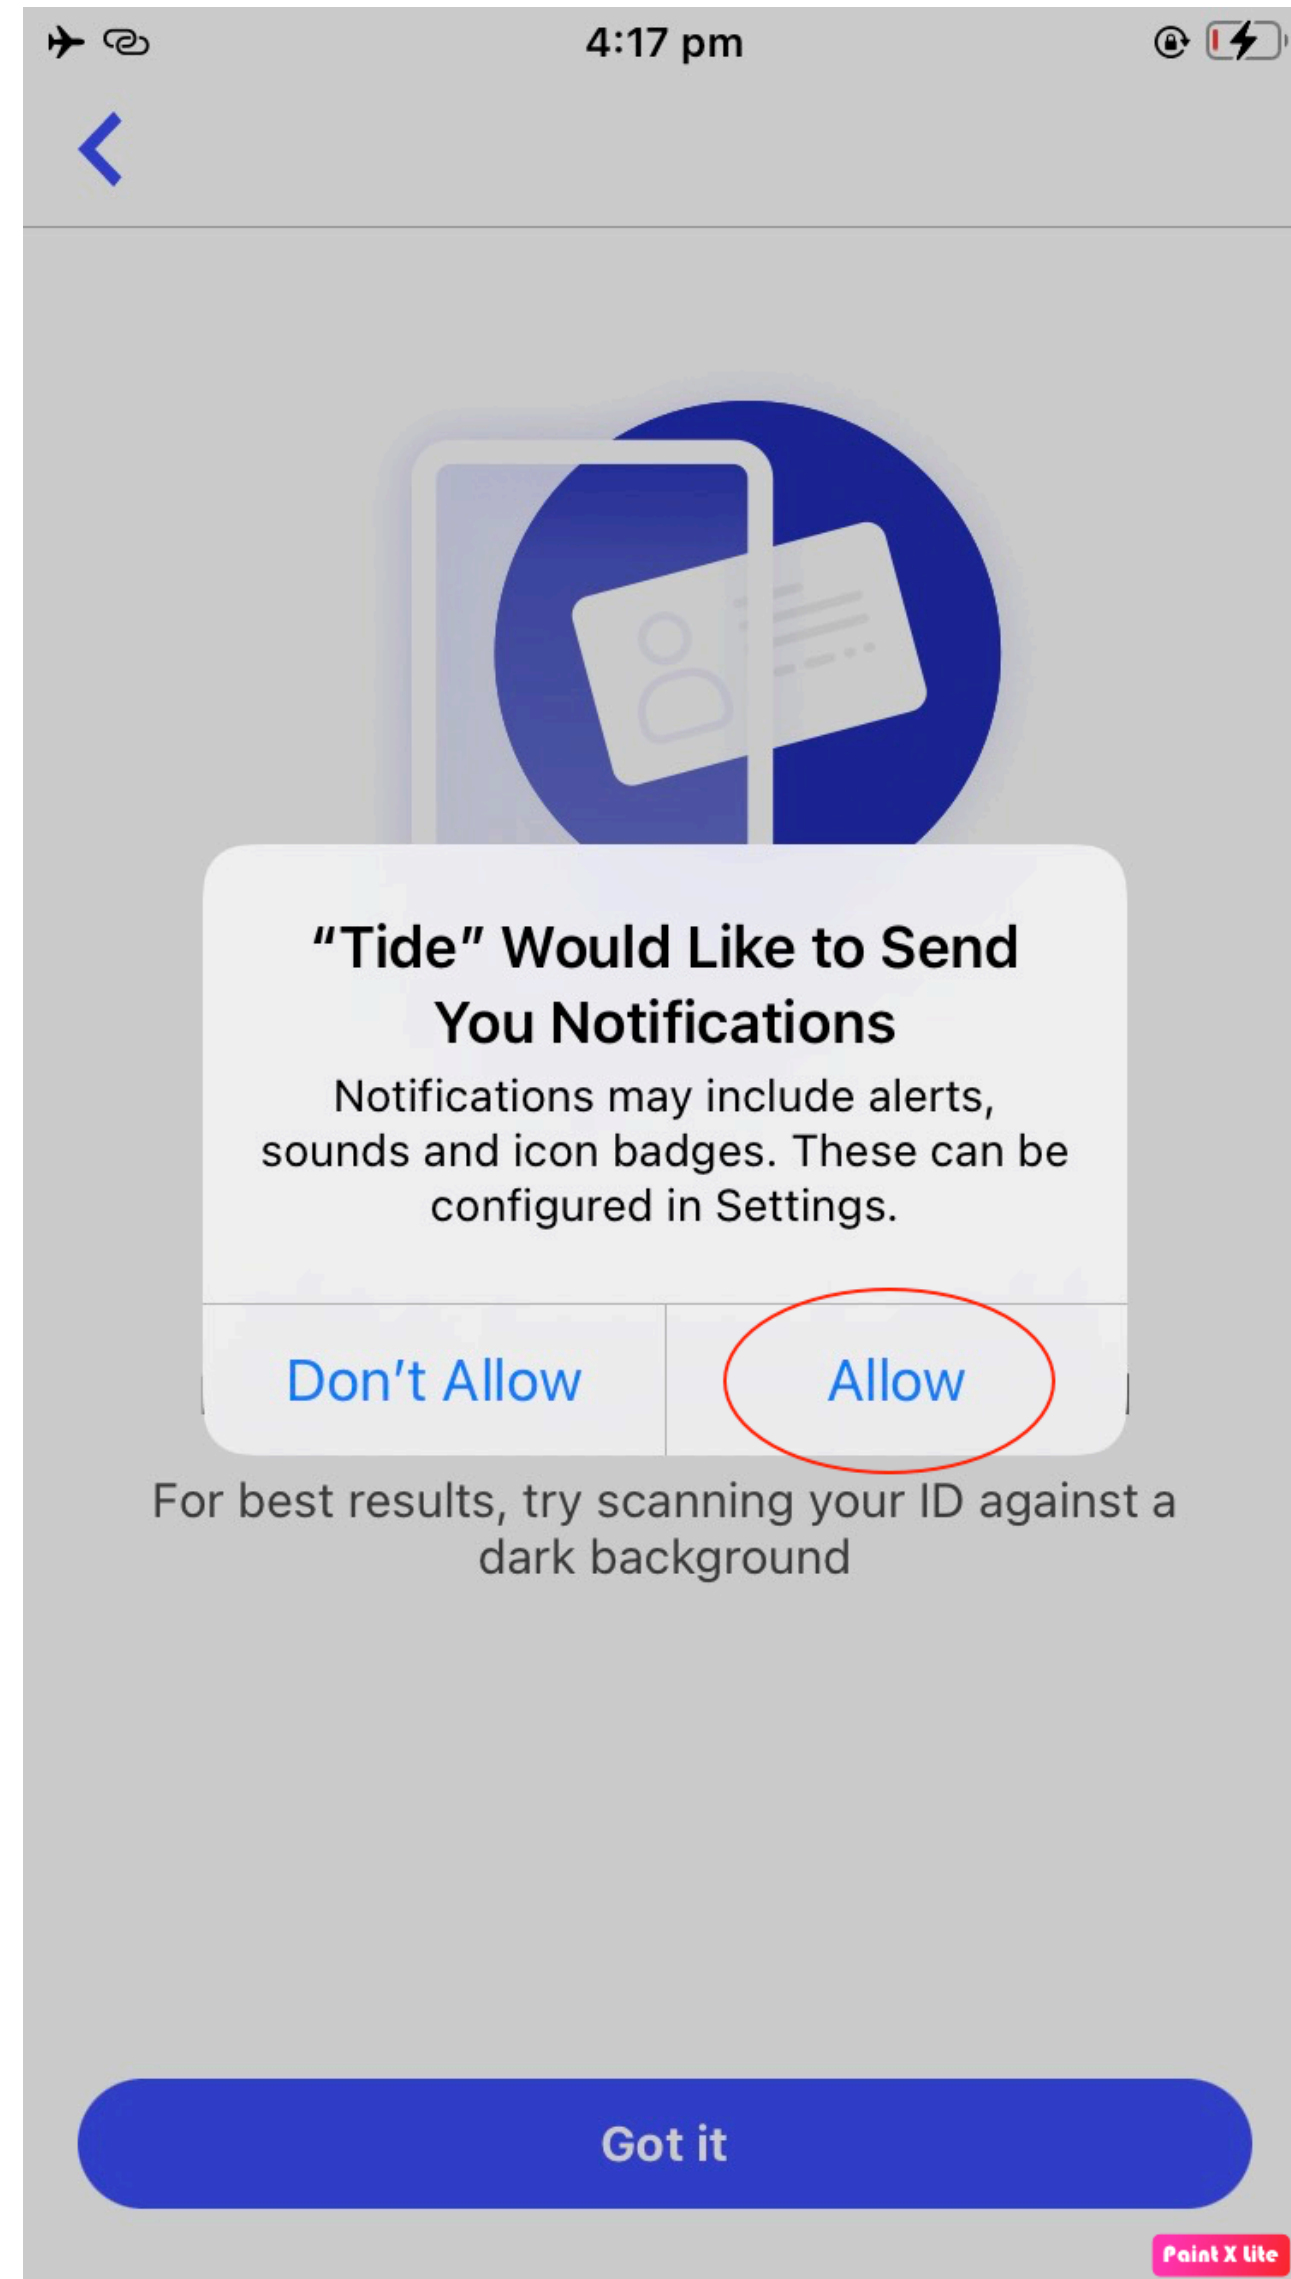 4:17 pm
“Tide” Would Like to Send
You Notifications
Notifications may include alerts,
sounds and icon badges. These can be
configured in Settings.
Don’t Allow
Allow
For best results, try scanning your ID against a
dark background
Got it
Paint X Lite